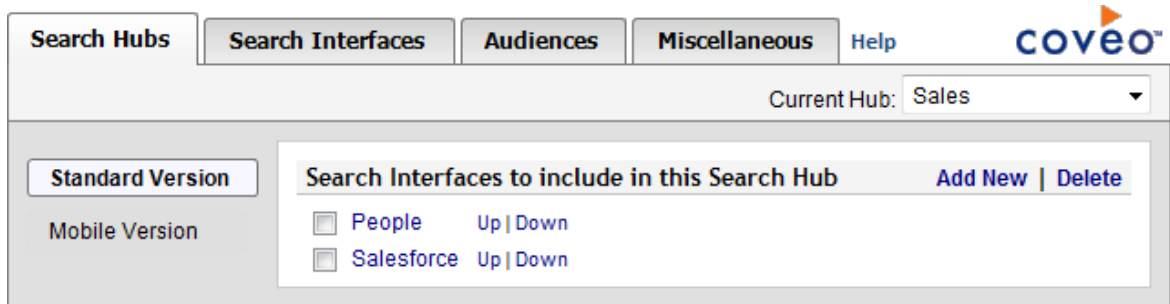 Search Hubs Search Interfaces Audiences Miscellaneous Help coveo™
Current Hub: Sales
Standard Version Search Interfaces to include in this Search Hub Add New | Delete
Mobile Version People Up | Down
Salesforce Up | Down